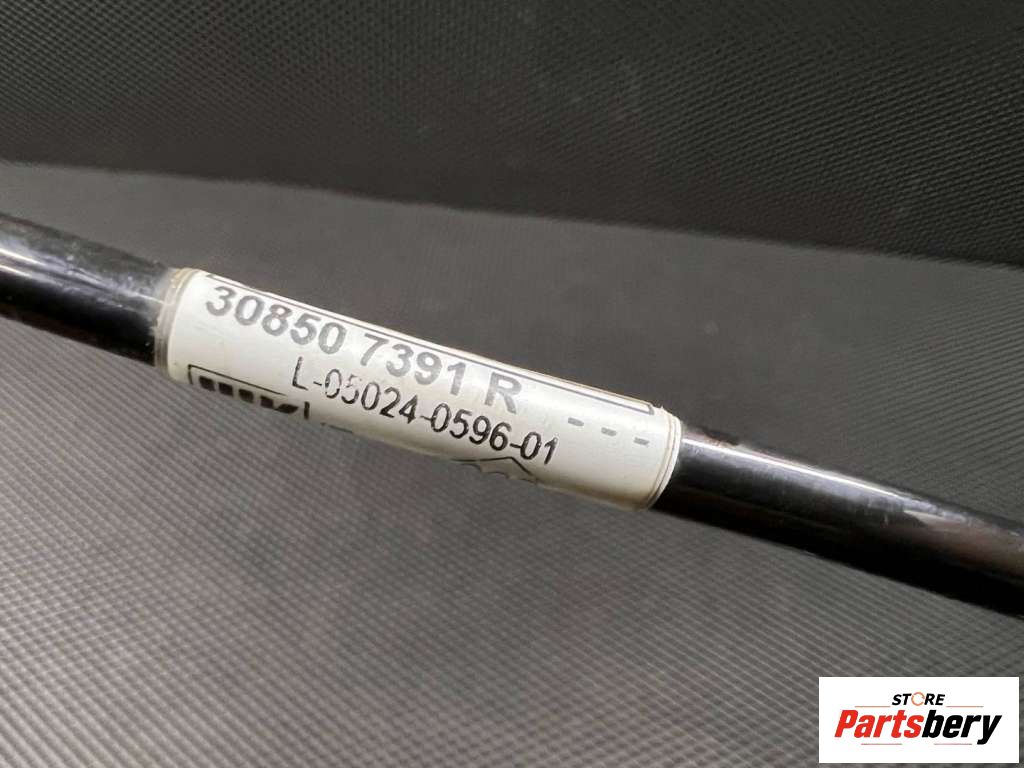 30850 7391 R - - -
L-05024-0596-01
STORE
Partsbery